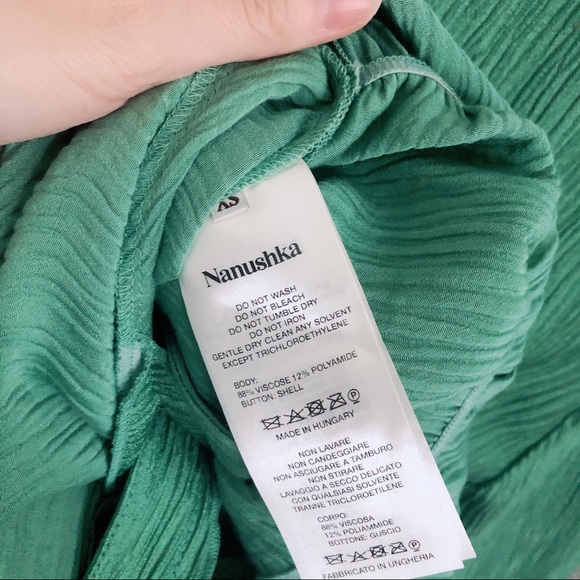 XS
Nanushka
DO NOT WASH
DO NOT BLEACH
DO NOT TUMBLE DRY
DO NOT IRON
GENTLE DRY CLEAN ANY SOLVENT
EXCEPT TRICHLOROETHYLENE
BODY:
88% VISCOSE 12% POLYAMIDE
BUTTON: SHELL
P
MADE IN HUNGARY
NON LAVARE
NON CANDEGGIARE
NON ASCIUGARE A TAMBURO
NON STIRARE
LAVAGGIO A SECCO DELICATO
CON QUALSIASI SOLVENTE
TRANNE TRICLOROETILENE
CORPO:
88% VISCOSA
12% POLIAMMIDE
BOTTONE: GUSCIO
P
FABBRICATO IN UNGHERIA